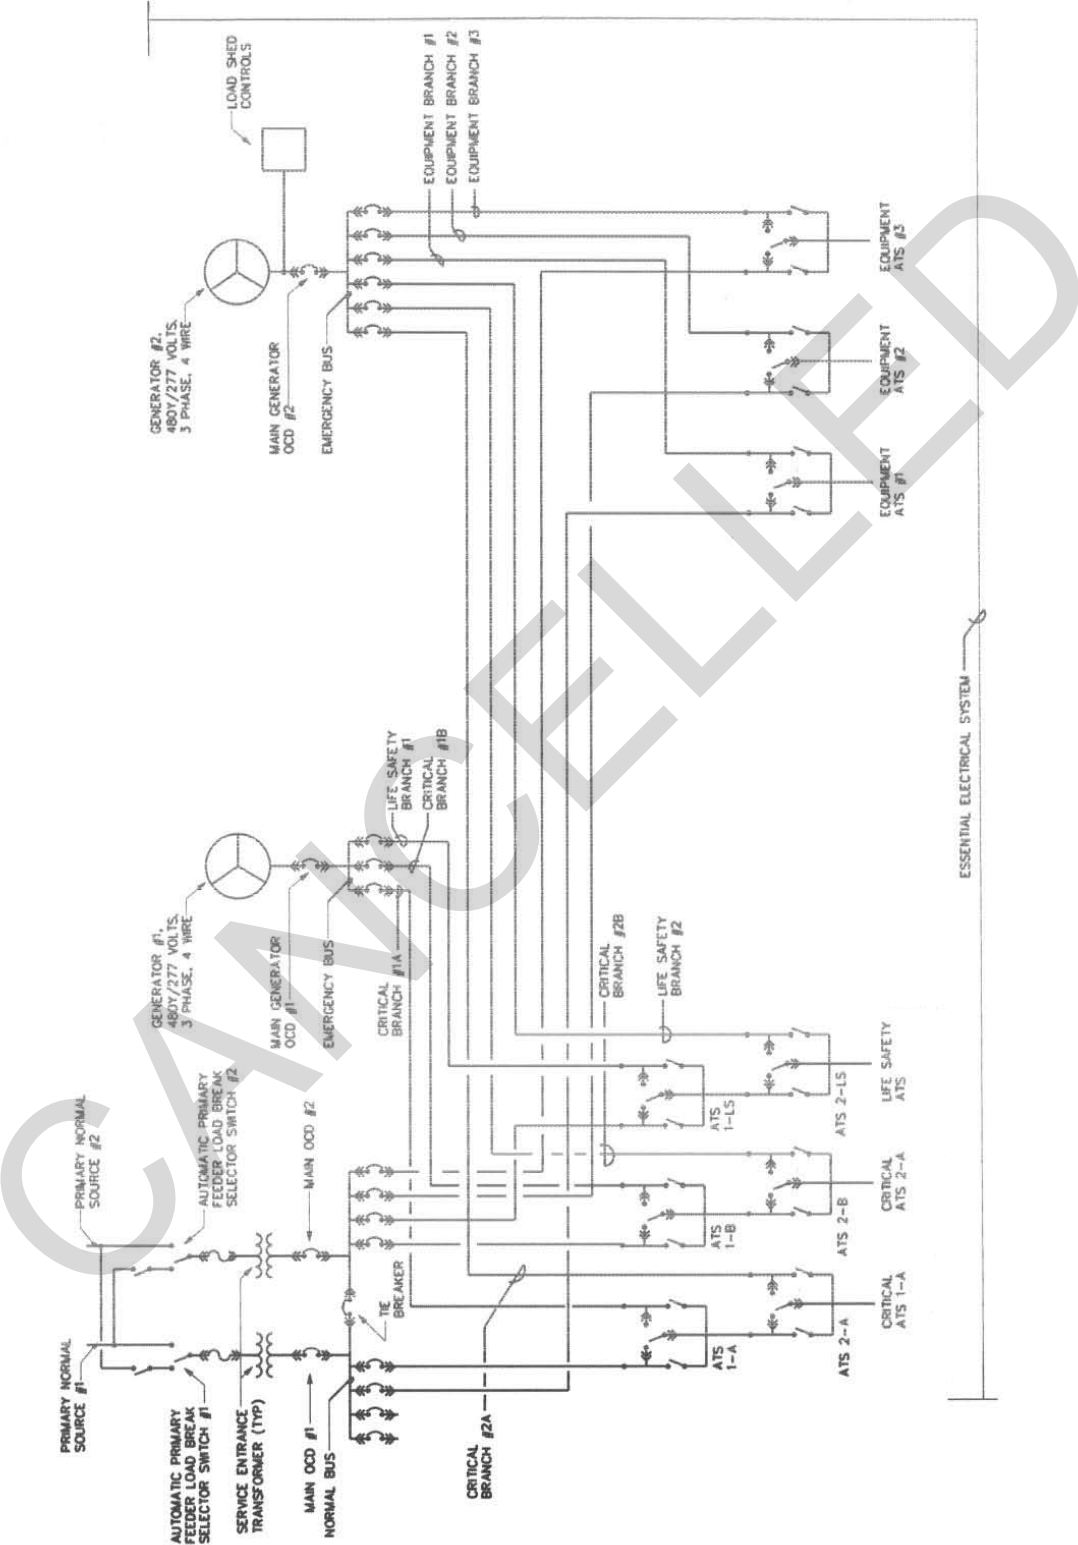 PRIMARY NORMAL
SOURCE #1
PRIMARY NORMAL
SOURCE #2
AUTOMATIC PRIMARY
FEEDER LOAD BREAK
SELECTOR SWITCH #1
AUTOMATIC PRIMARY
FEEDER LOAD BREAK
SELECTOR SWITCH #2
SERVICE ENTRANCE
TRANSFORMER (TYP)
MAIN OCD #1
NORMAL BUS
MAIN OCD #2
TIE
BREAKER
GENERATOR #1,
480Y/277 VOLTS,
3 PHASE, 4 WIRE
MAIN GENERATOR
OCD #1
EMERGENCY BUS
CRITICAL
BRANCH #1A
LIFE SAFETY
BRANCH #1
CRITICAL
BRANCH #1B
GENERATOR #2,
480Y/277 VOLTS,
3 PHASE, 4 WIRE
MAIN GENERATOR
OCD #2
EMERGENCY BUS
LOAD SHED
CONTROLS
EQUIPMENT BRANCH #1
EQUIPMENT BRANCH #2
EQUIPMENT BRANCH #3
CRITICAL
BRANCH #2A
CRITICAL
BRANCH #2B
LIFE SAFETY
BRANCH #2
ATS
1-A
ATS
1-B
ATS
1-LS
ATS 2-A
ATS 2-B
ATS 2-LS
CRITICAL
ATS 1-A
CRITICAL
ATS 2-A
LIFE SAFETY
ATS
EQUIPMENT
ATS #1
EQUIPMENT
ATS #2
EQUIPMENT
ATS #3
ESSENTIAL ELECTRICAL SYSTEM
CANCELLED